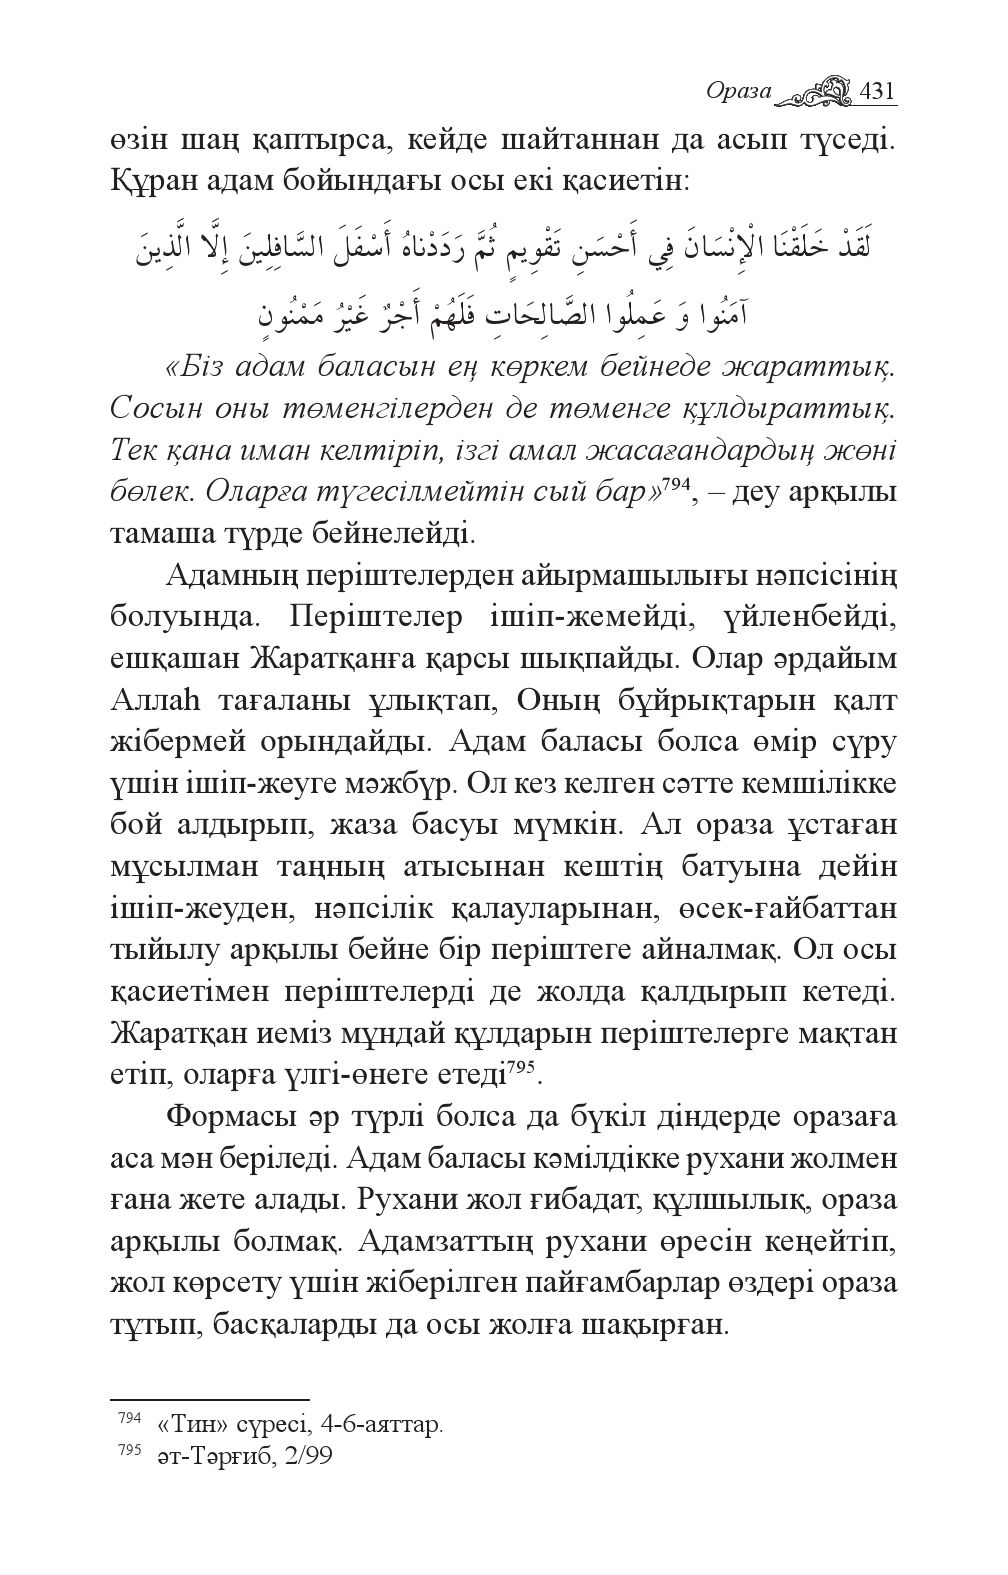 Ораза 431
өзін шаң қаптырса, кейде шайтаннан да асып түседі.
Құран адам бойындағы осы екі қасиетін:
لَقَدْ خَلَقْنَا الْإِنْسَانَ فِي أَحْسَنِ تَقْوِيمٍ ثُمَّ رَدَدْناهُ أَسْفَلَ السَّافِلِينَ إِلَّا الَّذِينَ
آمَنُوا وَ عَمِلُوا الصَّالِحَاتِ فَلَهُمْ أَجْرٌ غَيْرُ مَمْنُونٍ
«Біз адам баласын ең көркем бейнеде жараттық.
Сосын оны төменгілерден де төменге құлдыраттық.
Тек қана иман келтіріп, ізгі амал жасағандардың жөні
бөлек. Оларға түгесілмейтін сый бар»⁷⁹⁴, – деу арқылы
тамаша түрде бейнелейді.
Адамның періштелерден айырмашылығы нәпсісінің
болуында. Періштелер ішіп-жемейді, үйленбейді,
ешқашан Жаратқанға қарсы шықпайды. Олар әрдайым
Аллаһ тағаланы ұлықтап, Оның бұйрықтарын қалт
жібермей орындайды. Адам баласы болса өмір сүру
үшін ішіп-жеуге мәжбүр. Ол кез келген сәтте кемшілікке
бой алдырып, жаза басуы мүмкін. Ал ораза ұстаған
мұсылман таңның атысынан кештің батуына дейін
ішіп-жеуден, нәпсілік қалауларынан, өсек-ғайбаттан
тыйылу арқылы бейне бір періштеге айналмақ. Ол осы
қасиетімен періштелерді де жолда қалдырып кетеді.
Жаратқан иеміз мұндай құлдарын періштелерге мақтан
етіп, оларға үлгі-өнеге етеді⁷⁹⁵.
Формасы әр түрлі болса да бүкіл діндерде оразаға
аса мән беріледі. Адам баласы кәмілдікке рухани жолмен
ғана жете алады. Рухани жол ғибадат, құлшылық, ораза
арқылы болмақ. Адамзаттың рухани өресін кеңейтіп,
жол көрсету үшін жіберілген пайғамбарлар өздері ораза
тұтып, басқаларды да осы жолға шақырған.
⁷⁹⁴ «Тин» сүресі, 4-6-аяттар.
⁷⁹⁵ әт-Тәрғиб, 2/99